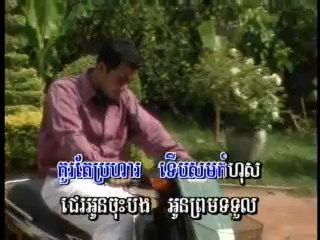 គួរតែប្រហារ ទើបសមកំហុស
ជេរអូនចុះបង អូនព្រមទទួល